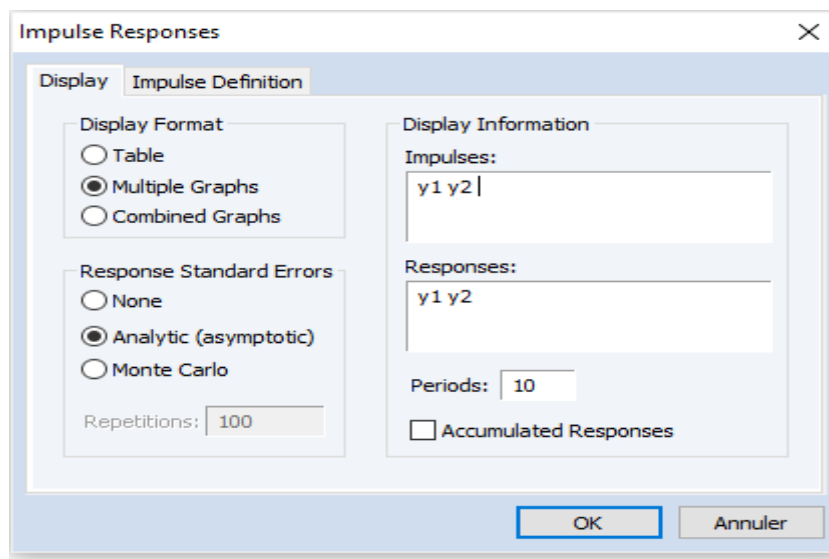 Impulse Responses
Display
Impulse Definition
Display Format
Table
Multiple Graphs
Combined Graphs
Response Standard Errors
None
Analytic (asymptotic)
Monte Carlo
Repetitions: 100
Display Information
Impulses:
y1 y2
Responses:
y1 y2
Periods: 10
Accumulated Responses
OK
Annuler